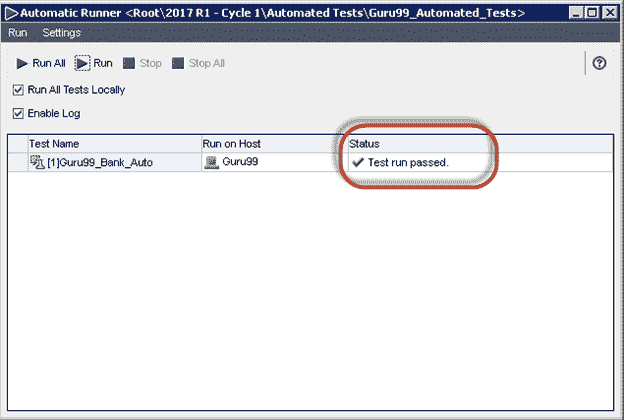 Automatic Runner <Root\2017 R1 - Cycle 1\Automated Tests\Guru99_Automated_Tests>
Run Settings
Run All Run Stop Stop All
Run All Tests Locally
Enable Log
Test Name Run on Host Status
[1]Guru99_Bank_Auto Guru99 Test run passed.